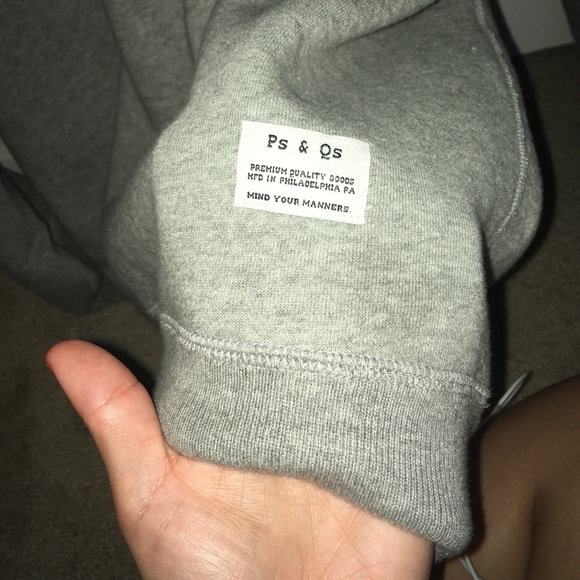 Ps & Qs
PREMIUM QUALITY GOODS
MFD IN PHILADELPHIA PA
MIND YOUR MANNERS.